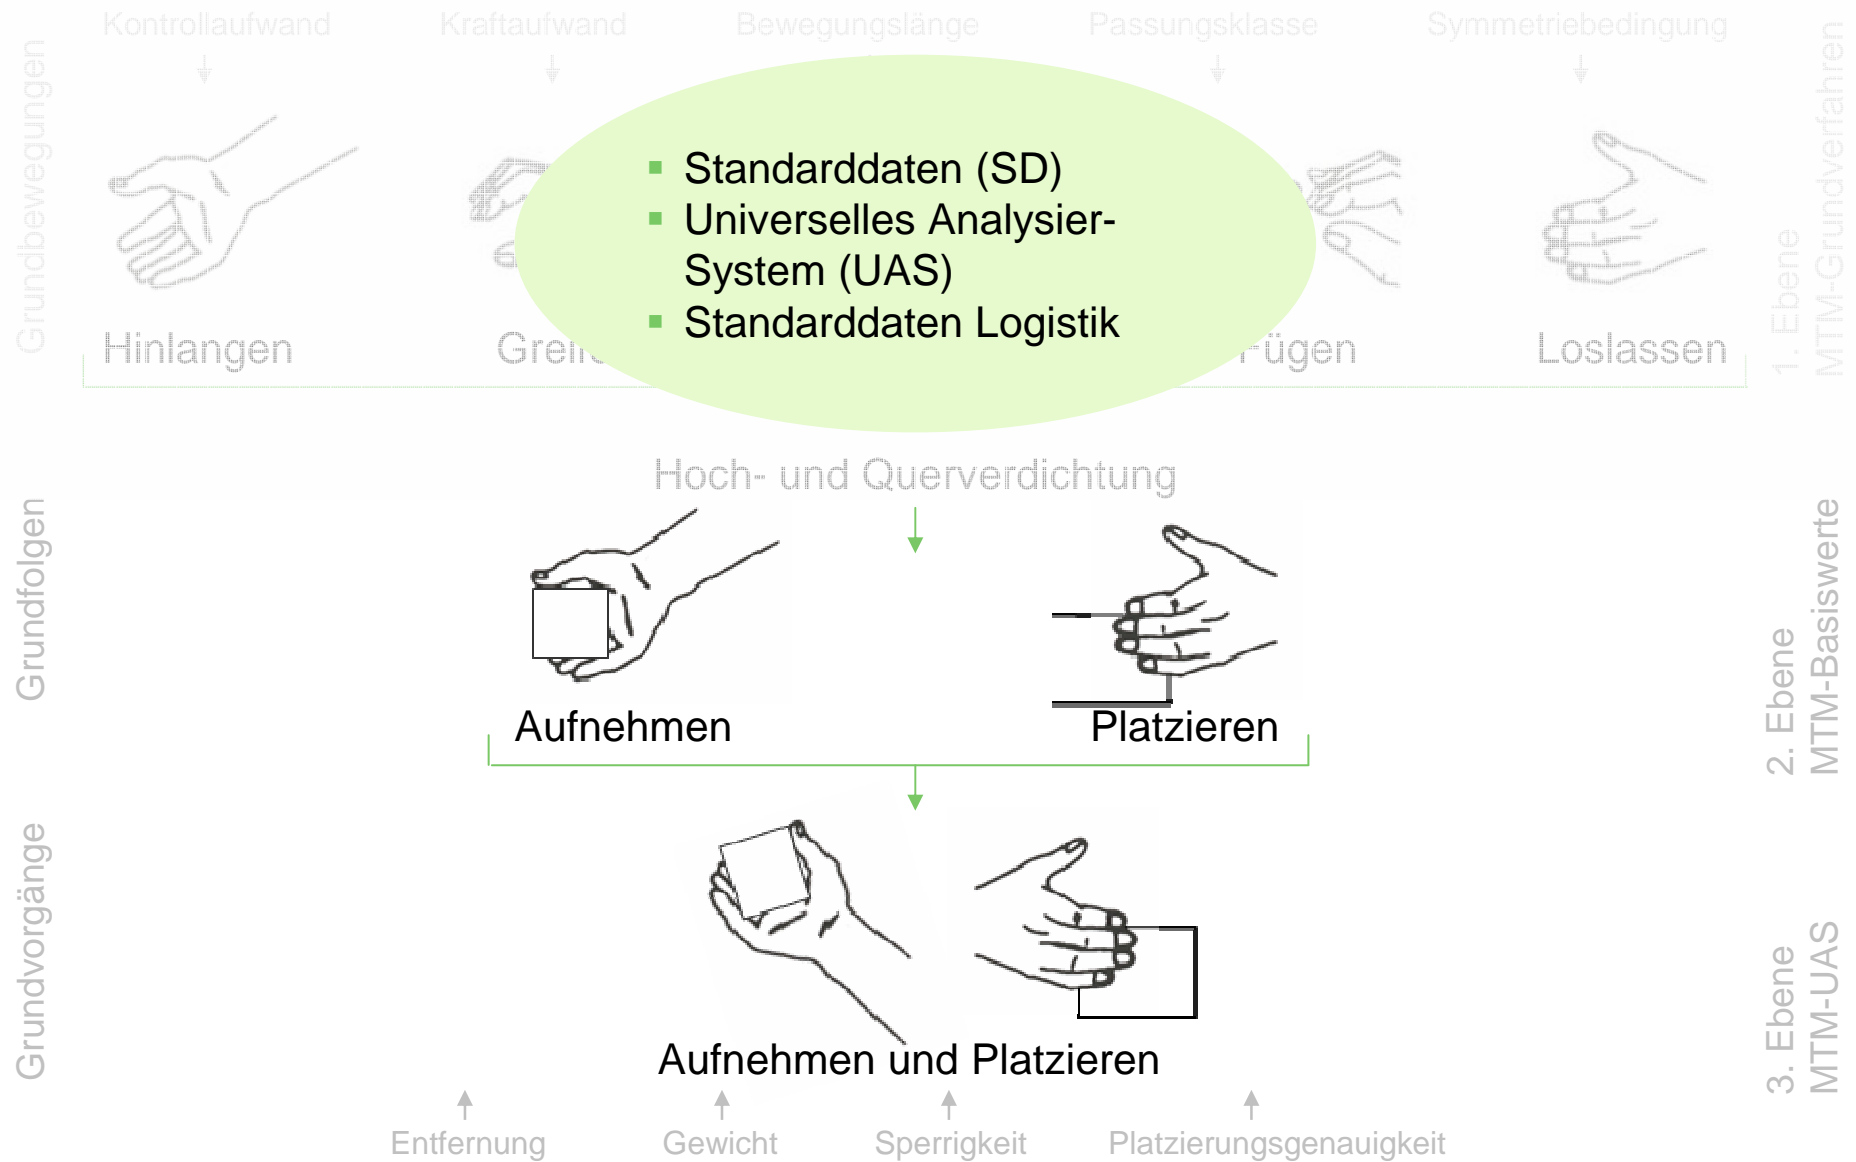 Kontrollaufwand
Kraftaufwand
Bewegungslänge
Passungsklasse
Symmetriebedingung
Grundbewegungen
1. Ebene
MTM-Grundverfahren
Standarddaten (SD)
Universelles Analysier-
System (UAS)
Standarddaten Logistik
Hinlangen
Loslassen
Hoch- und Querverdichtung
Grundfolgen
2. Ebene
MTM-Basiswerte
Aufnehmen
Platzieren
Grundvorgänge
3. Ebene
MTM-UAS
Aufnehmen und Platzieren
Entfernung
Gewicht
Sperrigkeit
Platzierungsgenauigkeit